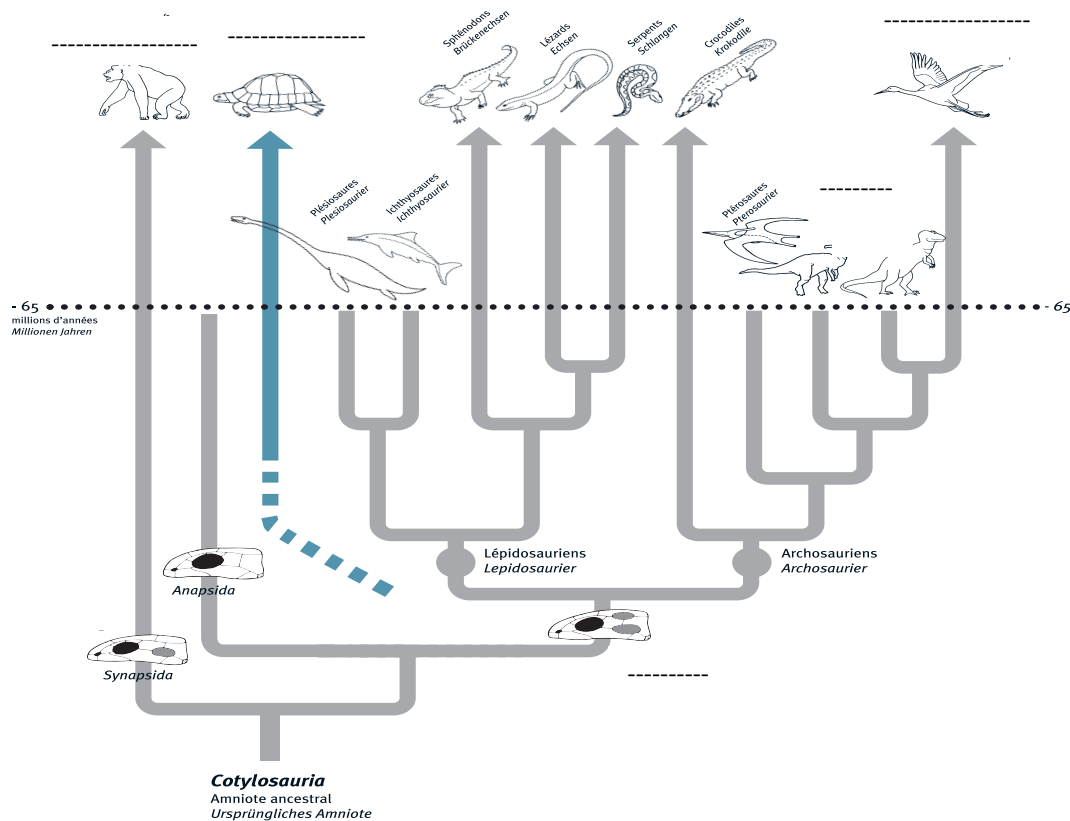 Sphénodons
Brückenechsen
Lézards
Echsen
Serpents
Schlangen
Crocodiles
Krokodile
Plésiosaures
Plesiosaurier
Ichthyosaures
Ichthyosaurier
Ptérosaures
Pterosaurier
- 65
- 65
millions d'années
Millionen Jahren
Lépidosauriens
Lepidosaurier
Archosauriens
Archosaurier
Anapsida
Synapsida
Cotylosauria
Amniote ancestral
Ursprüngliches Amniote